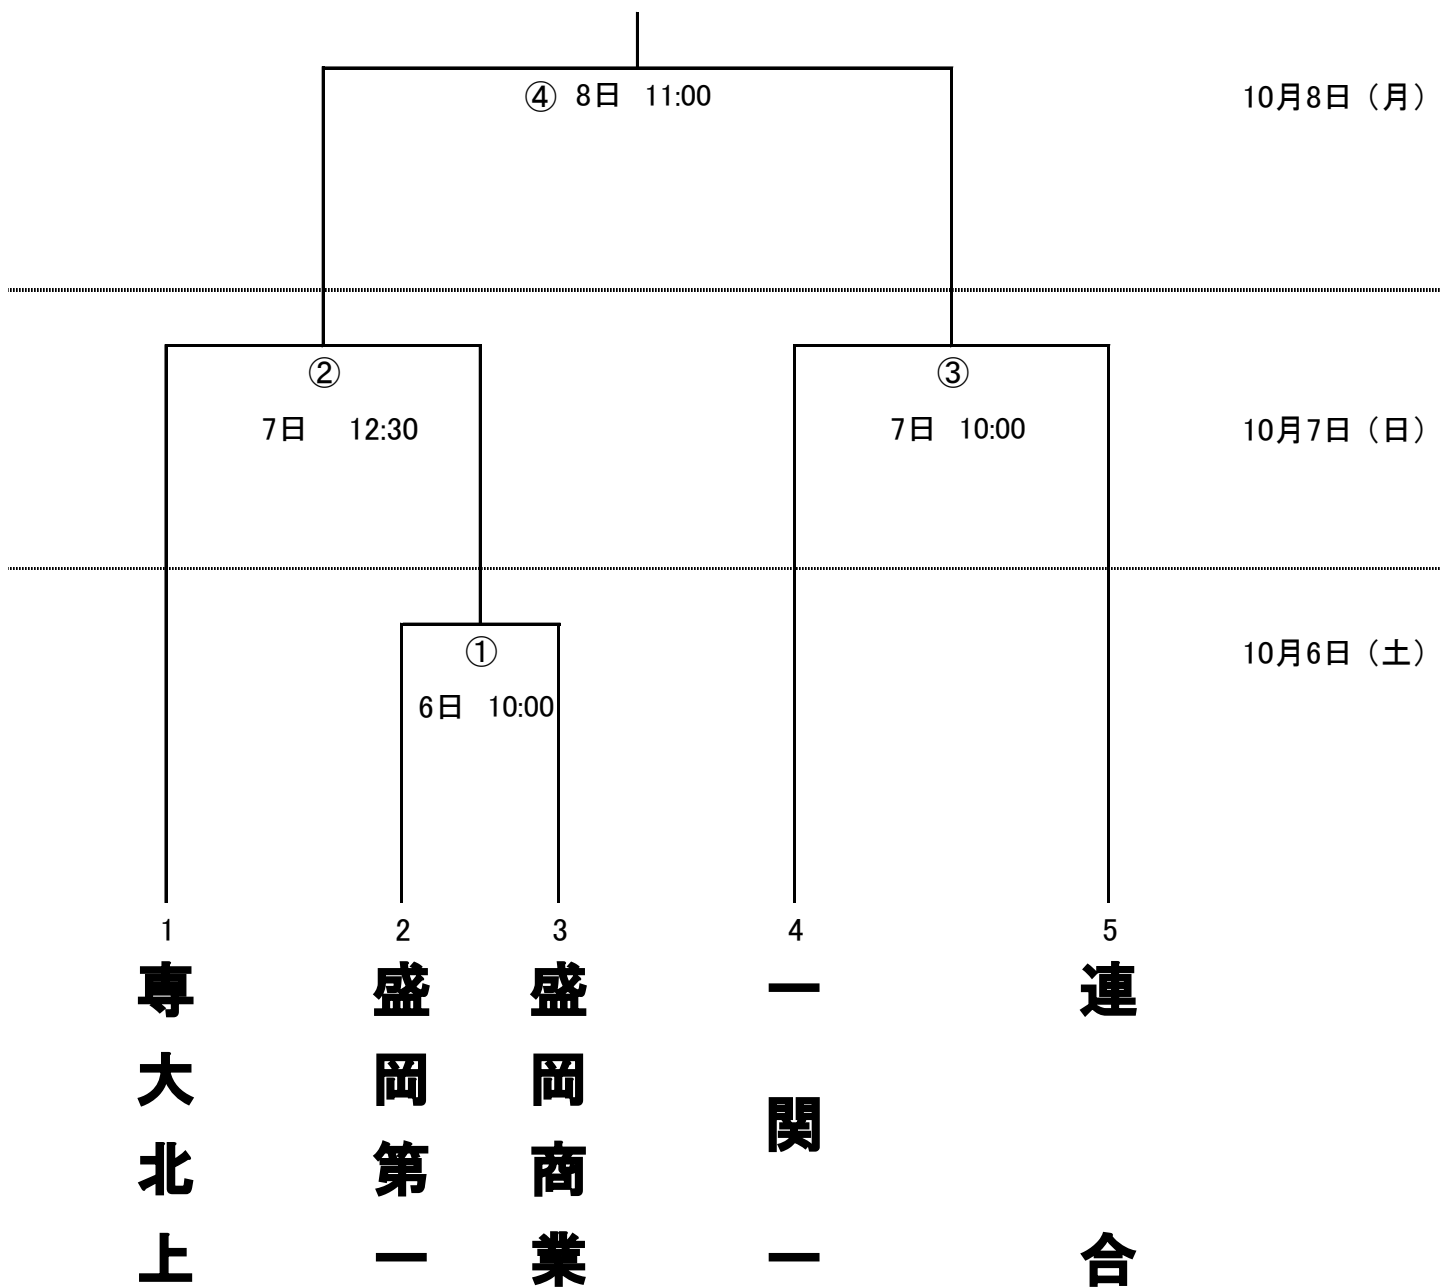 ④ 8日 11:00
10月8日（月）
②
③
7日 12:30
7日 10:00
10月7日（日）
①
10月6日（土）
6日 10:00
1
2
3
4
5
専大北上
盛岡第一
盛岡商業
一関一
連合